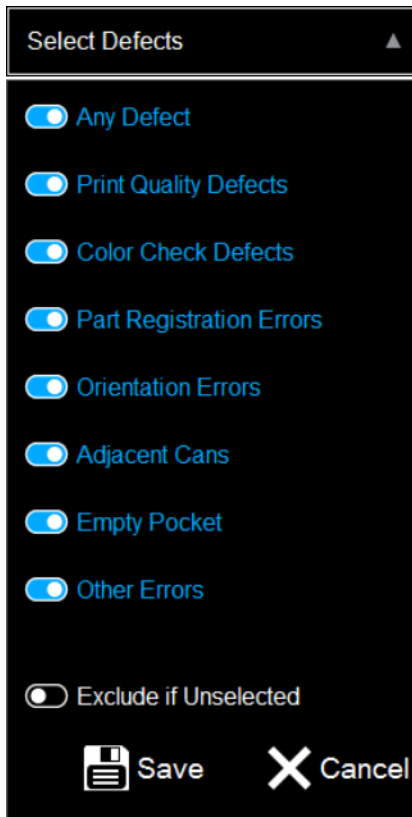 Select Defects
Any Defect
Print Quality Defects
Color Check Defects
Part Registration Errors
Orientation Errors
Adjacent Cans
Empty Pocket
Other Errors
Exclude if Unselected
Save Cancel